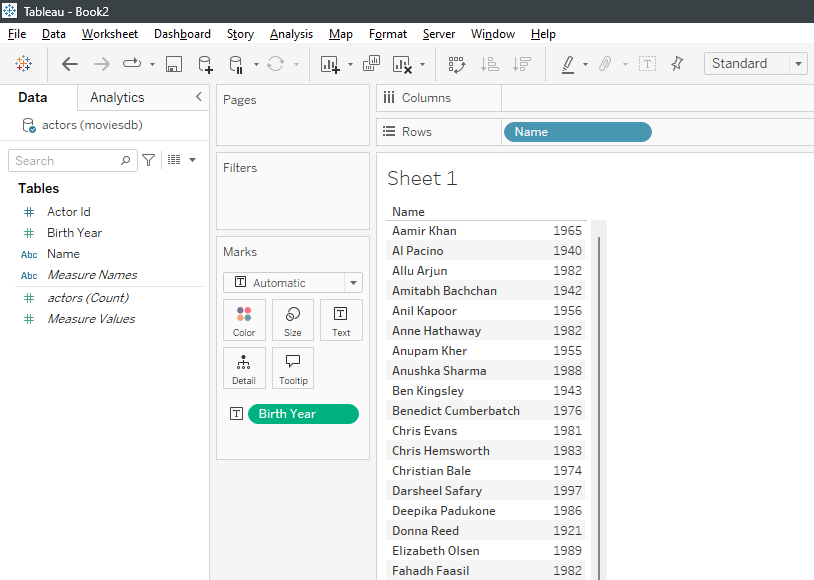 Tableau - Book2
File Data Worksheet Dashboard Story Analysis Map Format Server Window Help
Standard
Data Analytics
actors (moviesdb)
Search
Tables
Actor Id
Birth Year
Abc Name
Abc Measure Names
actors (Count)
Measure Values
Pages
Filters
Marks
T Automatic
Color Size Text
Detail Tooltip
T Birth Year
Columns
Rows Name
Sheet 1
Name
Aamir Khan 1965
Al Pacino 1940
Allu Arjun 1982
Amitabh Bachchan 1942
Anil Kapoor 1956
Anne Hathaway 1982
Anupam Kher 1955
Anushka Sharma 1988
Ben Kingsley 1943
Benedict Cumberbatch 1976
Chris Evans 1981
Chris Hemsworth 1983
Christian Bale 1974
Darsheel Safary 1997
Deepika Padukone 1986
Donna Reed 1921
Elizabeth Olsen 1989
Fahadh Faasil 1982